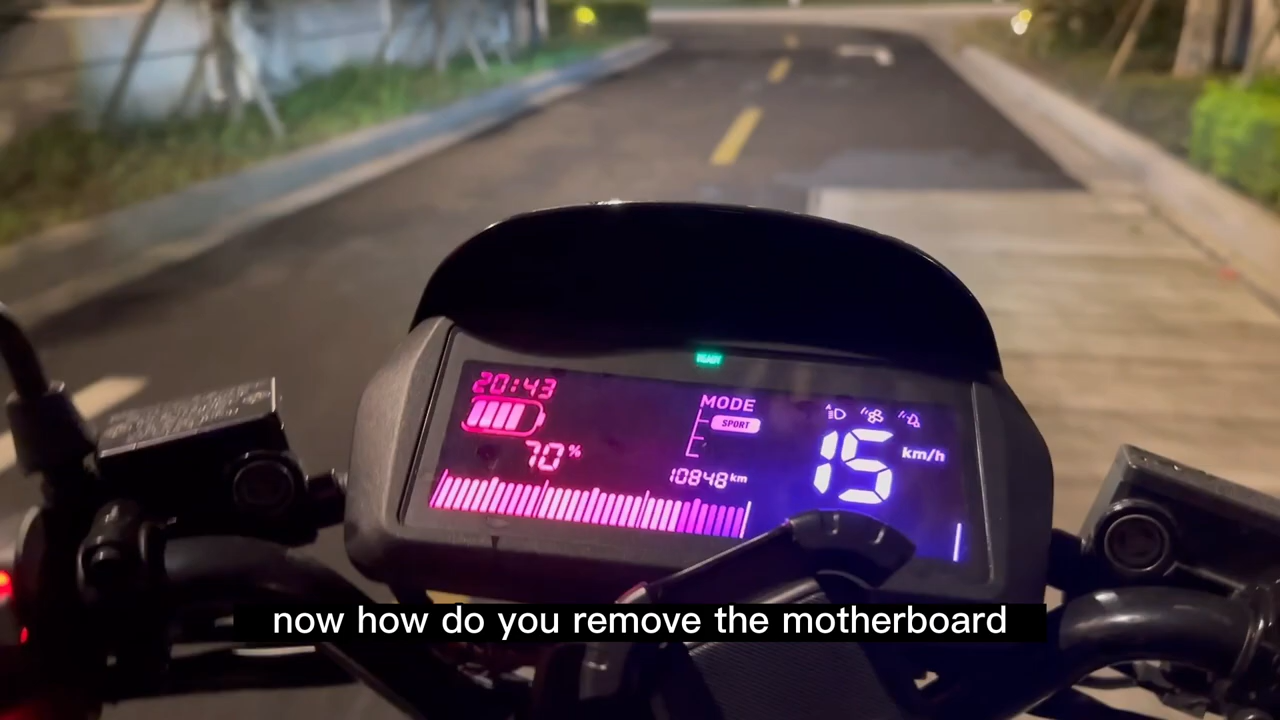 READY
20:43
70%
MODE
SPORT
10848 km
15 km/h
now how do you remove the motherboard